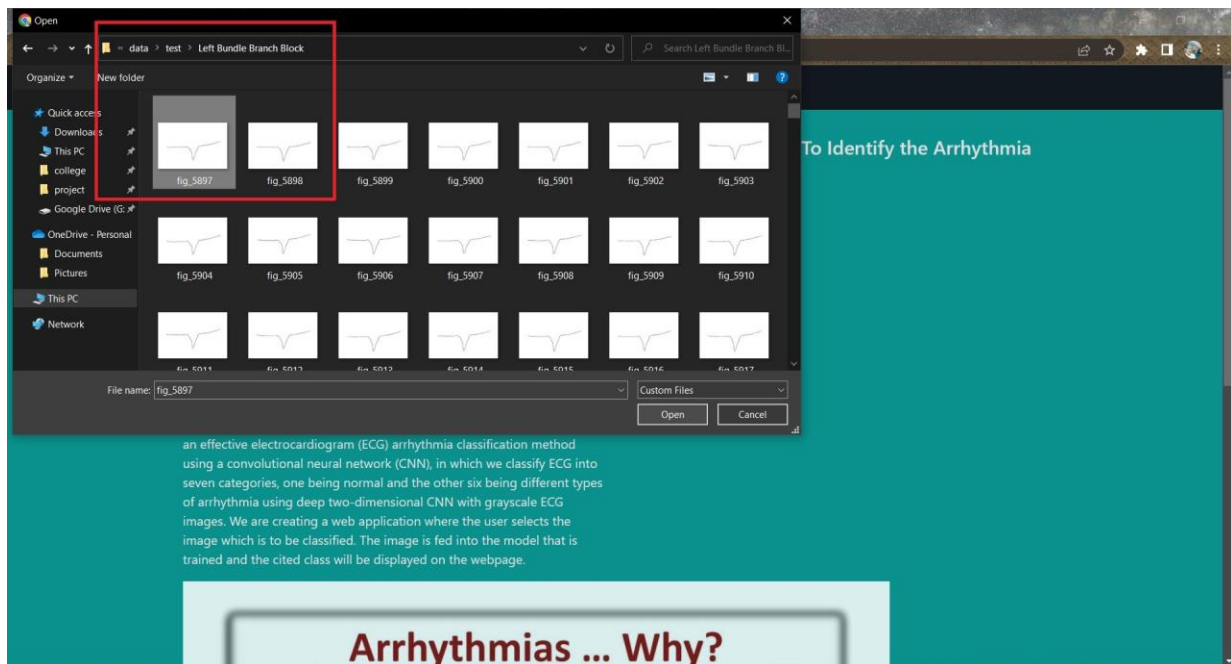 Open
data > test > Left Bundle Branch Block
Search Left Bundle Branch Bl...
Organize
New folder
Quick access
Downloads
This PC
college
project
Google Drive (G:
OneDrive - Personal
Documents
Pictures
This PC
Network
fig_5897 fig_5898 fig_5899 fig_5900 fig_5901 fig_5902 fig_5903
fig_5904 fig_5905 fig_5906 fig_5907 fig_5908 fig_5909 fig_5910
fig_5911 fig_5912 fig_5913 fig_5914 fig_5915 fig_5916 fig_5917
File name: fig_5897
Custom Files
Open Cancel
To Identify the Arrhythmia
an effective electrocardiogram (ECG) arrhythmia classification method
using a convolutional neural network (CNN), in which we classify ECG into
seven categories, one being normal and the other six being different types
of arrhythmia using deep two-dimensional CNN with grayscale ECG
images. We are creating a web application where the user selects the
image which is to be classified. The image is fed into the model that is
trained and the cited class will be displayed on the webpage.
Arrhythmias ... Why?